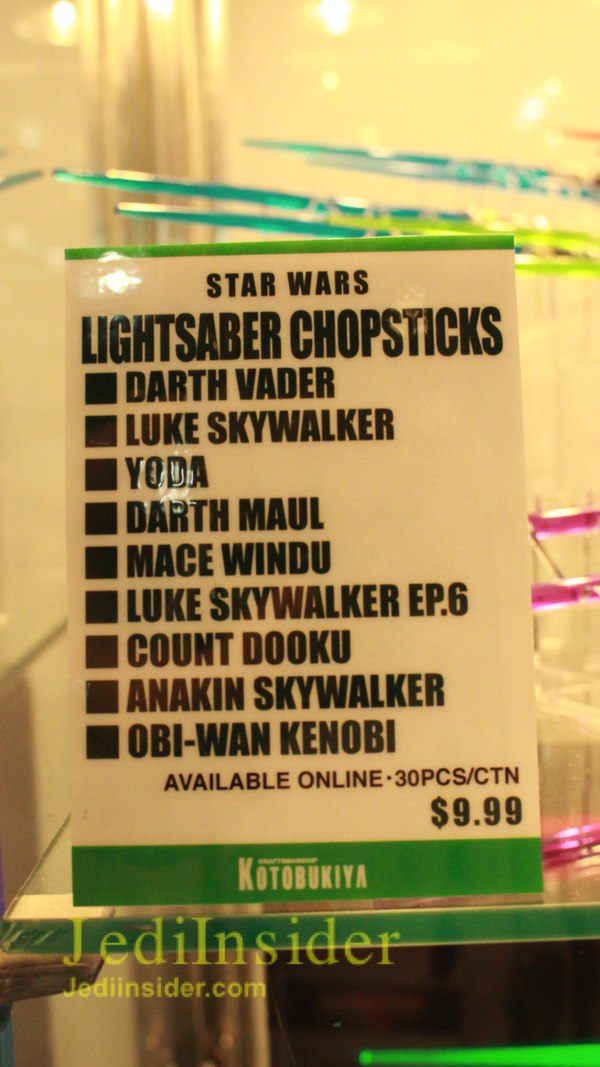 STAR WARS
LIGHTSABER CHOPSTICKS
■ DARTH VADER
■ LUKE SKYWALKER
■ YODA
■ DARTH MAUL
■ MACE WINDU
■ LUKE SKYWALKER EP.6
■ COUNT DOOKU
■ ANAKIN SKYWALKER
■ OBI-WAN KENOBI
AVAILABLE ONLINE·30PCS/CTN
$9.99
CRAFTSMANSHIP
KOTOBUKIYA
JediInsider
Jediinsider.com